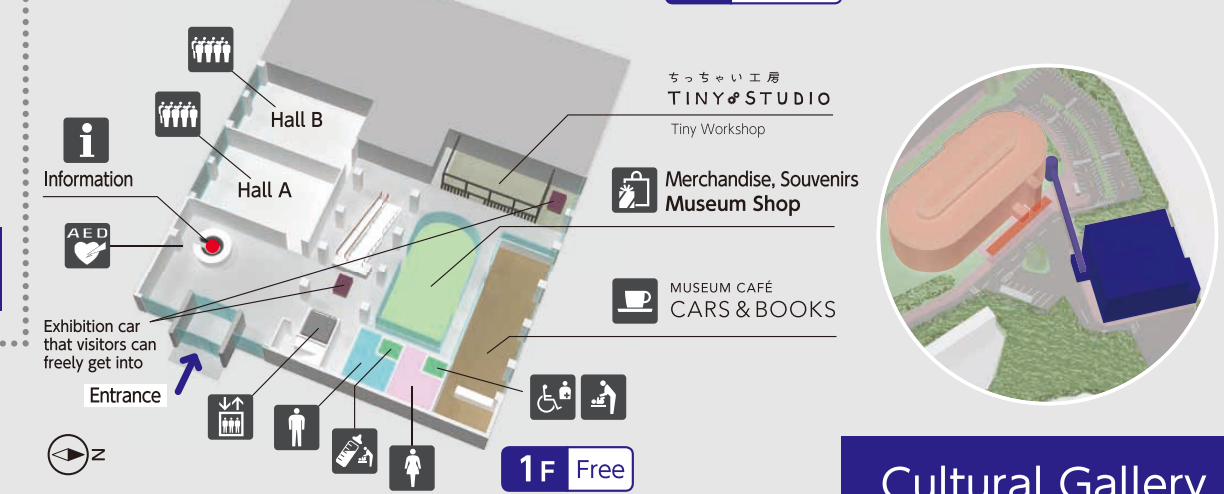 Hall B
Hall A
Information
AED
Exhibition car
that visitors can
freely get into
Entrance
N
ちっちゃい工房
TINY STUDIO
Tiny Workshop
Merchandise, Souvenirs
Museum Shop
MUSEUM CAFÉ
CARS & BOOKS
1F Free
Cultural Gallery